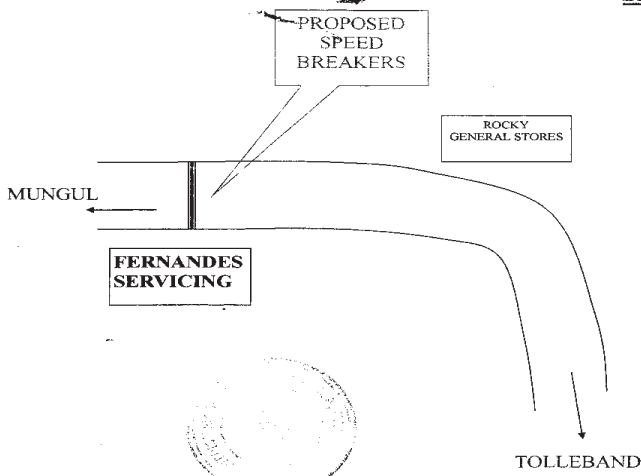 PROPOSED
SPEED
BREAKERS
ROCKY
GENERAL STORES
MUNGUL
FERNANDES
SERVICING
TOLLEBAND